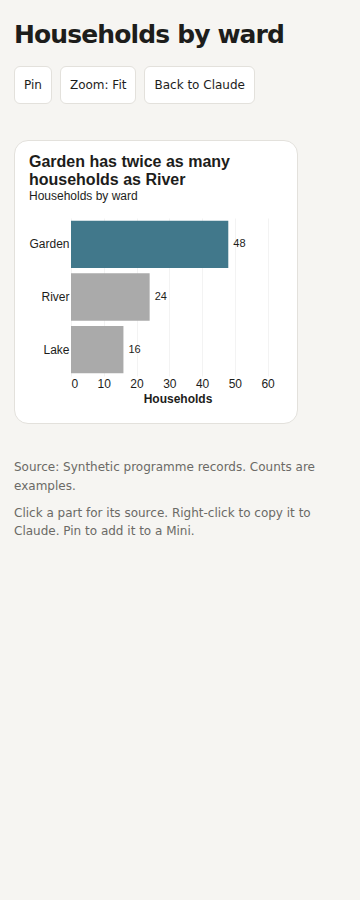 Households by ward
Pin
Zoom: Fit
Back to Claude
Garden has twice as many
households as River
Households by ward
Garden
48
River
24
Lake
16
0 10 20 30 40 50 60
Households
Source: Synthetic programme records. Counts are
examples.
Click a part for its source. Right-click to copy it to
Claude. Pin to add it to a Mini.